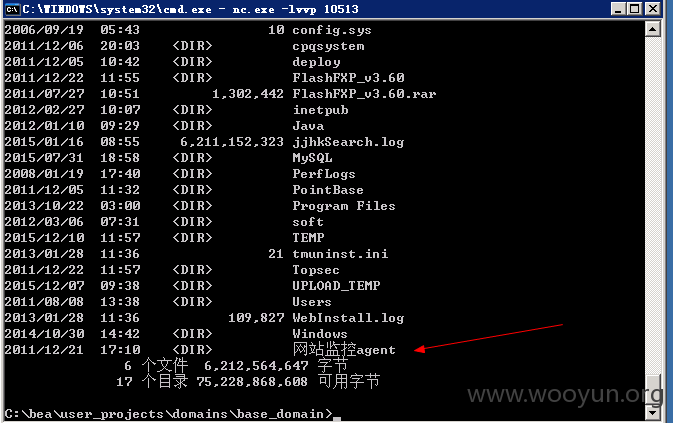 C:\WINDOWS\system32\cmd.exe - nc.exe -lvvp 10513
2006/09/19  05:43                10 config.sys
2011/12/06  20:03    <DIR>          cpqsystem
2011/12/05  10:42    <DIR>          deploy
2011/12/22  11:55    <DIR>          FlashFXP_v3.60
2011/07/27  10:51         1,302,442 FlashFXP_v3.60.rar
2012/02/27  10:07    <DIR>          inetpub
2012/01/10  09:29    <DIR>          Java
2015/01/16  08:55     6,211,152,323 jjhkSearch.log
2015/07/31  18:58    <DIR>          MySQL
2008/01/19  17:40    <DIR>          PerfLogs
2011/12/05  11:32    <DIR>          PointBase
2013/10/22  03:00    <DIR>          Program Files
2012/03/06  07:31    <DIR>          soft
2015/12/10  11:57    <DIR>          TEMP
2013/01/28  11:36                21 tmuninst.ini
2011/12/22  11:57    <DIR>          Topsec
2015/12/07  09:38    <DIR>          UPLOAD_TEMP
2011/08/08  13:38    <DIR>          Users
2013/01/28  11:36           109,827 WebInstall.log
2014/10/30  14:42    <DIR>          Windows
2011/12/21  17:10    <DIR>          网站监控agent
6 个文件  6,212,564,647 字节
17 个目录 75,228,868,608 可用字节
www.wooyun.org
C:\bea\user_projects\domains\base_domain>